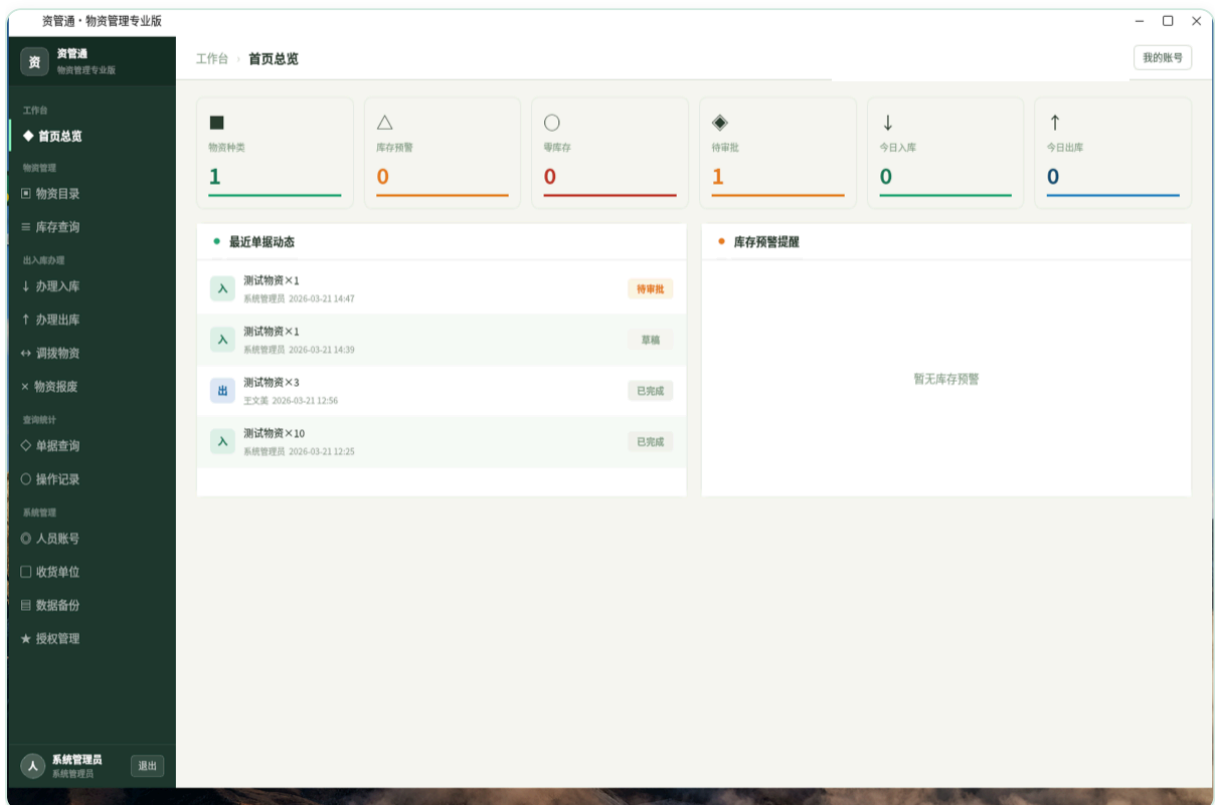 资管通·物资管理专业版
资
资管通
物资管理专业版
工作台
首页总览
物资管理
物资目录
库存查询
出入库办理
办理入库
办理出库
调拨物资
物资报废
查询统计
单据查询
操作记录
系统管理
人员账号
收货单位
数据备份
授权管理
人
系统管理员
系统管理员
退出
工作台 › 首页总览
我的账号
物资种类
1
库存预警
0
零库存
0
待审批
1
今日入库
0
今日出库
0
最近单据动态
入
测试物资×1
系统管理员 2026-03-21 14:47
待审批
入
测试物资×1
系统管理员 2026-03-21 14:39
草稿
出
测试物资×3
王文美 2026-03-21 12:56
已完成
入
测试物资×10
系统管理员 2026-03-21 12:25
已完成
库存预警提醒
暂无库存预警